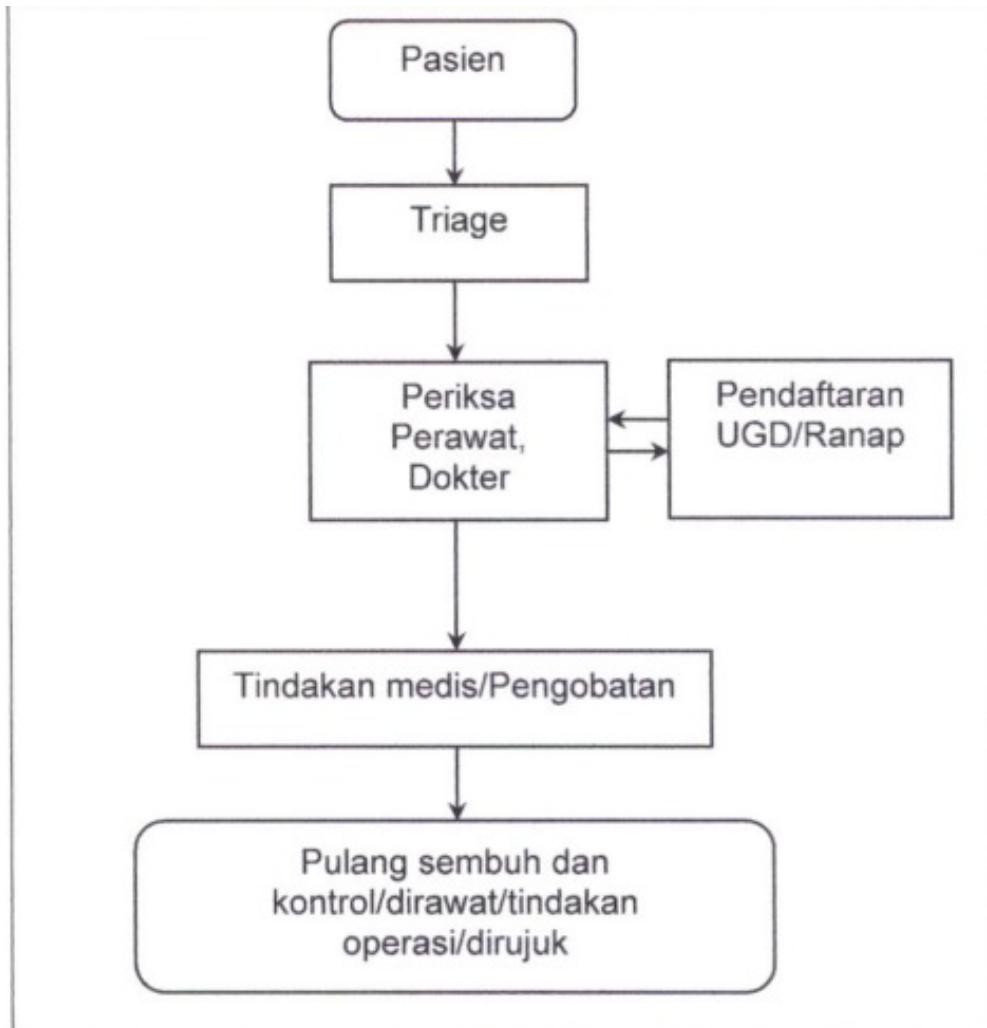 Pasien
Triage
Periksa
Perawat,
Dokter
Pendaftaran
UGD/Ranap
Tindakan medis/Pengobatan
Pulang sembuh dan
kontrol/dirawat/tindakan
operasi/dirujuk